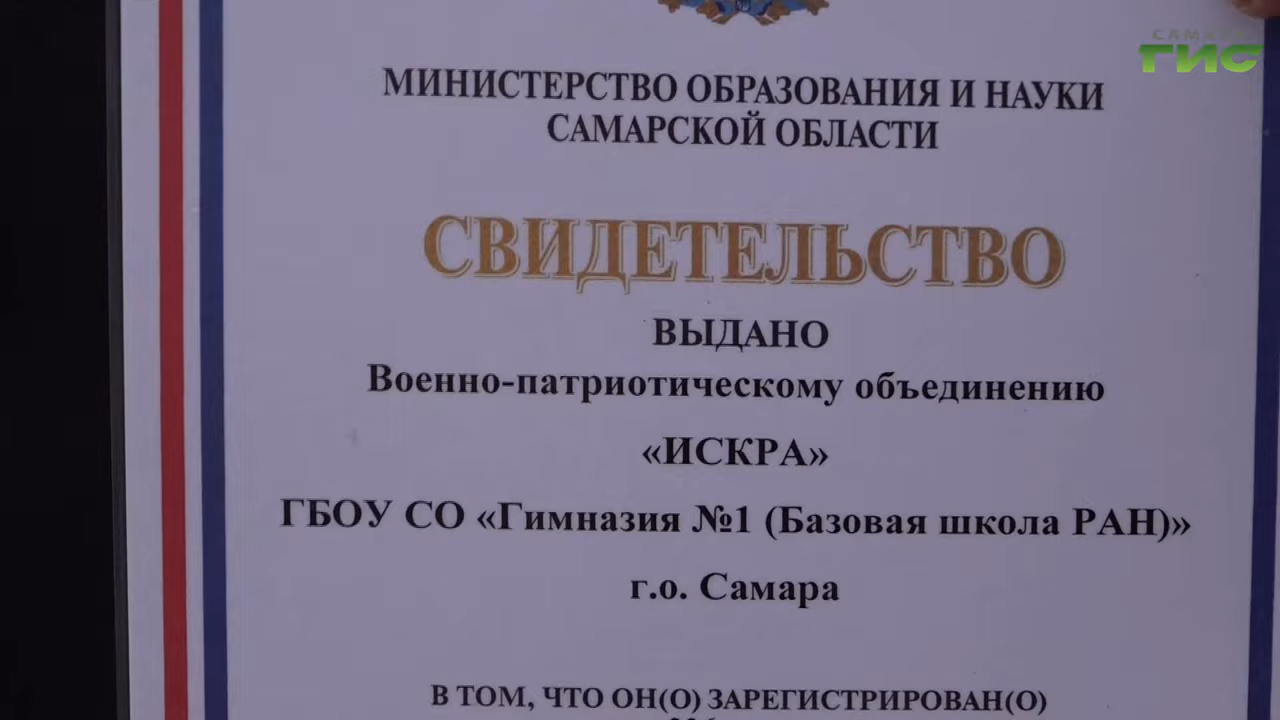 САМАРА
ГИС
МИНИСТЕРСТВО ОБРАЗОВАНИЯ И НАУКИ
САМАРСКОЙ ОБЛАСТИ
СВИДЕТЕЛЬСТВО
ВЫДАНО
Военно-патриотическому объединению
«ИСКРА»
ГБОУ СО «Гимназия №1 (Базовая школа РАН)»
г.о. Самара
В ТОМ, ЧТО ОН(О) ЗАРЕГИСТРИРОВАН(О)